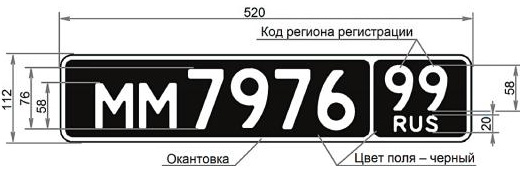 520
Код региона регистрации
112
76
58
ММ7976
99
RUS
58
20
Окантовка
Цвет поля – черный